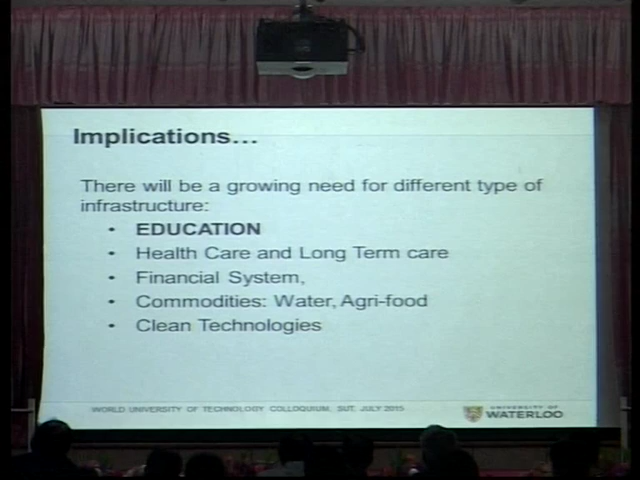 Implications...
There will be a growing need for different type of
infrastructure:
• EDUCATION
• Health Care and Long Term care
• Financial System,
• Commodities: Water, Agri-food
• Clean Technologies
WORLD UNIVERSITY OF TECHNOLOGY COLLOQUIUM, SUT, JULY 2015
UNIVERSITY OF
WATERLOO